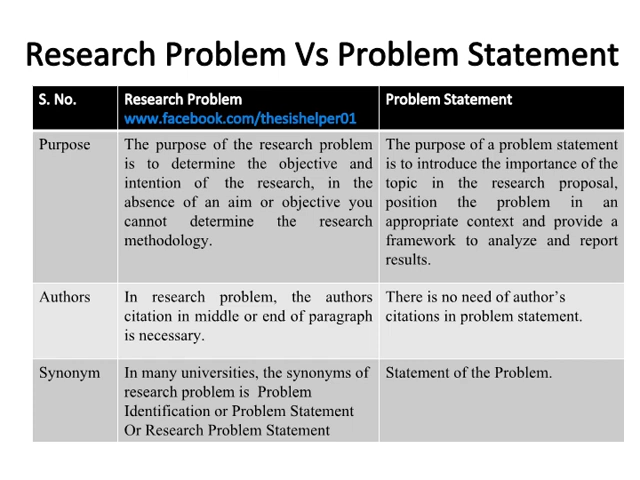 Research Problem Vs Problem Statement
S. No.
Research Problem
www.facebook.com/thesishelper01
Problem Statement
Purpose
The purpose of the research problem
is to determine the objective and
intention of the research, in the
absence of an aim or objective you
cannot determine the research
methodology.
The purpose of a problem statement
is to introduce the importance of the
topic in the research proposal,
position the problem in an
appropriate context and provide a
framework to analyze and report
results.
Authors
In research problem, the authors
citation in middle or end of paragraph
is necessary.
There is no need of author's
citations in problem statement.
Synonym
In many universities, the synonyms of
research problem is Problem
Identification or Problem Statement
Or Research Problem Statement
Statement of the Problem.